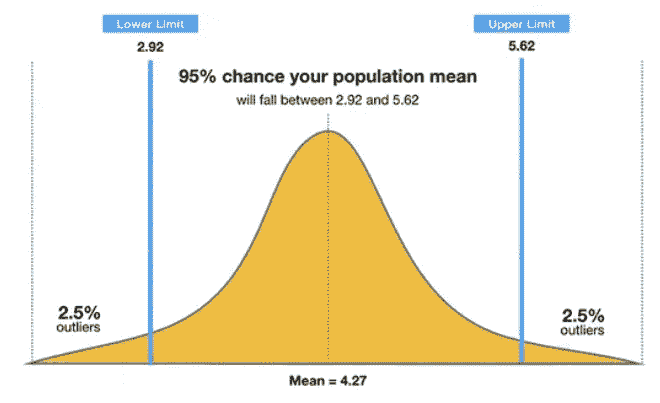 Lower Limit
Upper Limit
2.92
5.62
95% chance your population mean
will fall between 2.92 and 5.62
2.5%
outliers
2.5%
outliers
Mean = 4.27